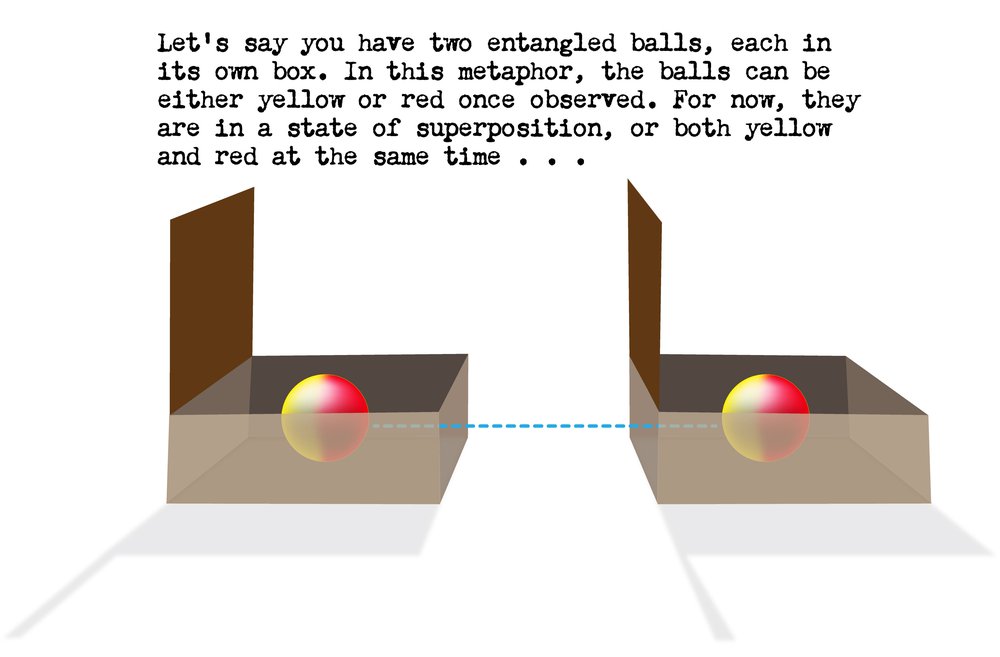 Let's say you have two entangled balls, each in
its own box. In this metaphor, the balls can be
either yellow or red once observed. For now, they
are in a state of superposition, or both yellow
and red at the same time . . .